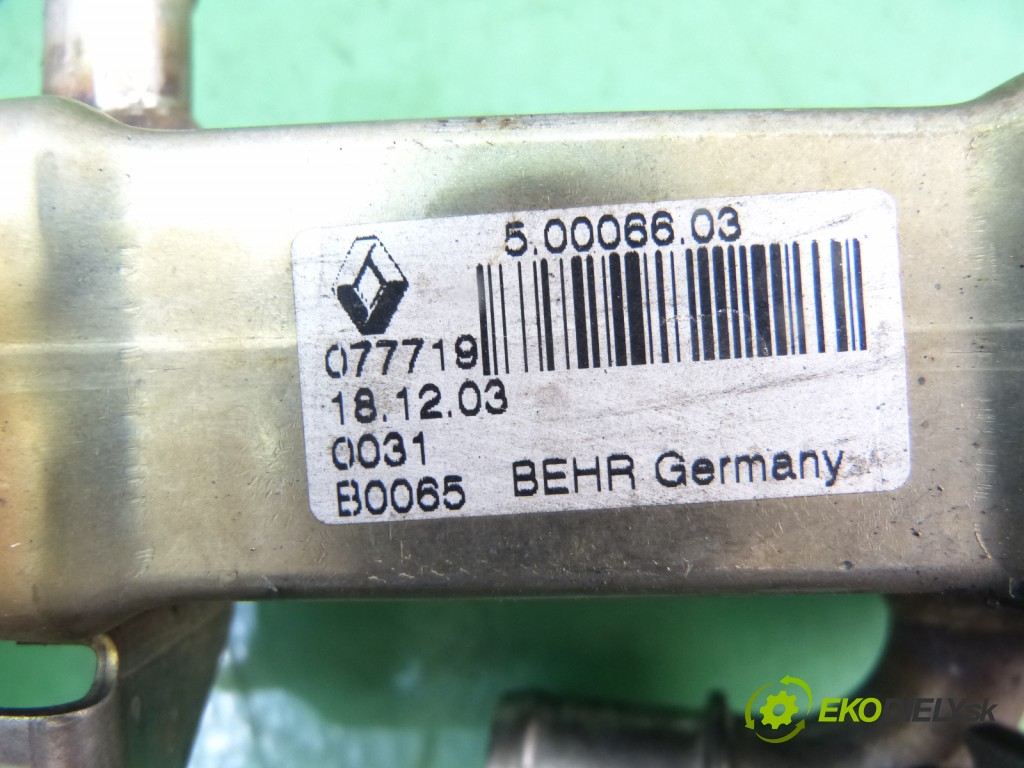 5.00066.03
077719
18.12.03
0031
B0065 BEHR Germany
EKODIELY.sk